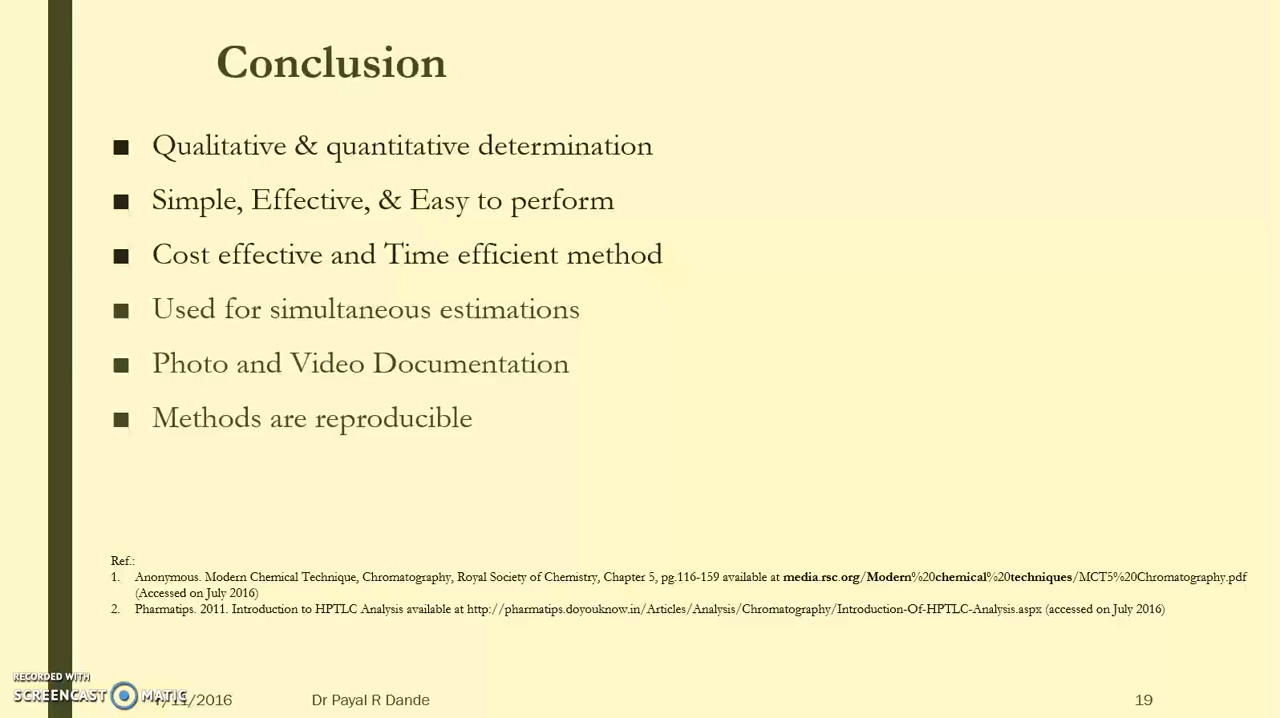 Conclusion
■ Qualitative & quantitative determination
■ Simple, Effective, & Easy to perform
■ Cost effective and Time efficient method
■ Used for simultaneous estimations
■ Photo and Video Documentation
■ Methods are reproducible
Ref.:
1. Anonymous. Modern Chemical Technique, Chromatography, Royal Society of Chemistry, Chapter 5, pg.116-159 available at media.rsc.org/Modern%20chemical%20techniques/MCT5%20Chromatography.pdf
(Accessed on July 2016)
2. Pharmatips. 2011. Introduction to HPTLC Analysis available at http://pharmatips.doyouknow.in/Articles/Analysis/Chromatography/Introduction-Of-HPTLC-Analysis.aspx (accessed on July 2016)
RECORDED WITH
SCREENCAST MATIC
/11/2016 Dr Payal R Dande 19